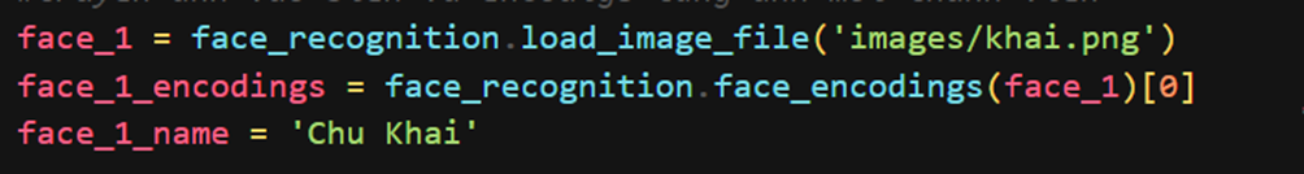 face_1 = face_recognition.load_image_file('images/khai.png')
face_1_encodings = face_recognition.face_encodings(face_1)[0]
face_1_name = 'Chu Khai'